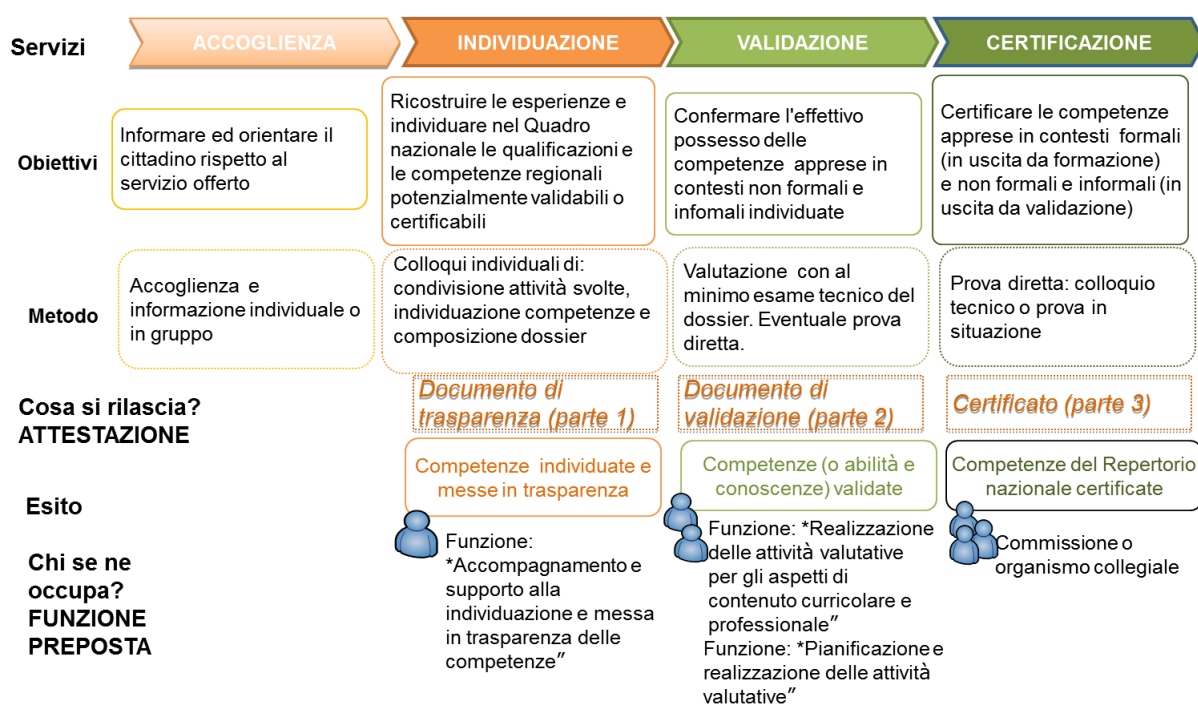 Servizi
ACCOGLIENZA
INDIVIDUAZIONE
VALIDAZIONE
CERTIFICAZIONE
Obiettivi
Informare ed orientare il
cittadino rispetto al
servizio offerto
Ricostruire le esperienze e
individuare nel Quadro
nazionale le qualificazioni e
le competenze regionali
potenzialmente validabili o
certificabili
Confermare l'effettivo
possesso delle
competenze apprese in
contesti non formali e
infomali individuate
Certificare le competenze
apprese in contesti formali
(in uscita da formazione)
e non formali e informali (in
uscita da validazione)
Metodo
Accoglienza e
informazione individuale o
in gruppo
Colloqui individuali di:
condivisione attività svolte,
individuazione competenze e
composizione dossier
Valutazione con al
minimo esame tecnico del
dossier. Eventuale prova
diretta.
Prova diretta: colloquio
tecnico o prova in
situazione
Cosa si rilascia?
ATTESTAZIONE
Documento di
trasparenza (parte 1)
Documento di
validazione (parte 2)
Certificato (parte 3)
Esito
Competenze individuate e
messe in trasparenza
Competenze (o abilità e
conoscenze) validate
Competenze del Repertorio
nazionale certificate
Chi se ne
occupa?
FUNZIONE
PREPOSTA
Funzione:
"Accompagnamento e
supporto alla
individuazione e messa
in trasparenza delle
competenze"
Funzione: "Realizzazione
delle attività valutative
per gli aspetti di
contenuto curricolare e
professionale"
Funzione: "Pianificazione e
realizzazione delle attività
valutative"
Commissione o
organismo collegiale